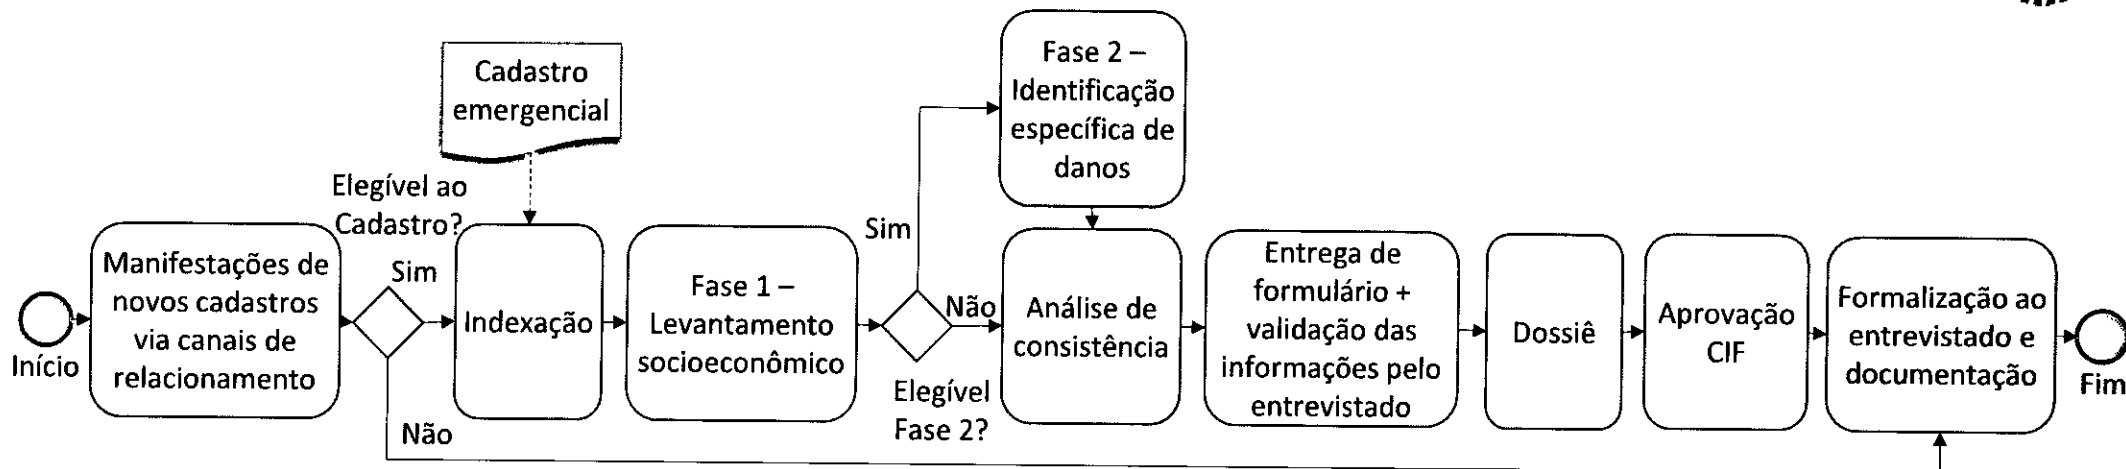 Início
Manifestações de
novos cadastros
via canais de
relacionamento
Elegível ao
Cadastro?
Sim
Não
Cadastro
emergencial
Indexação
Fase 1 –
Levantamento
socioeconômico
Elegível
Fase 2?
Sim
Não
Fase 2 –
Identificação
específica de
danos
Análise de
consistência
Entrega de
formulário +
validação das
informações pelo
entrevistado
Dossiê
Aprovação
CIF
Formalização ao
entrevistado e
documentação
Fim